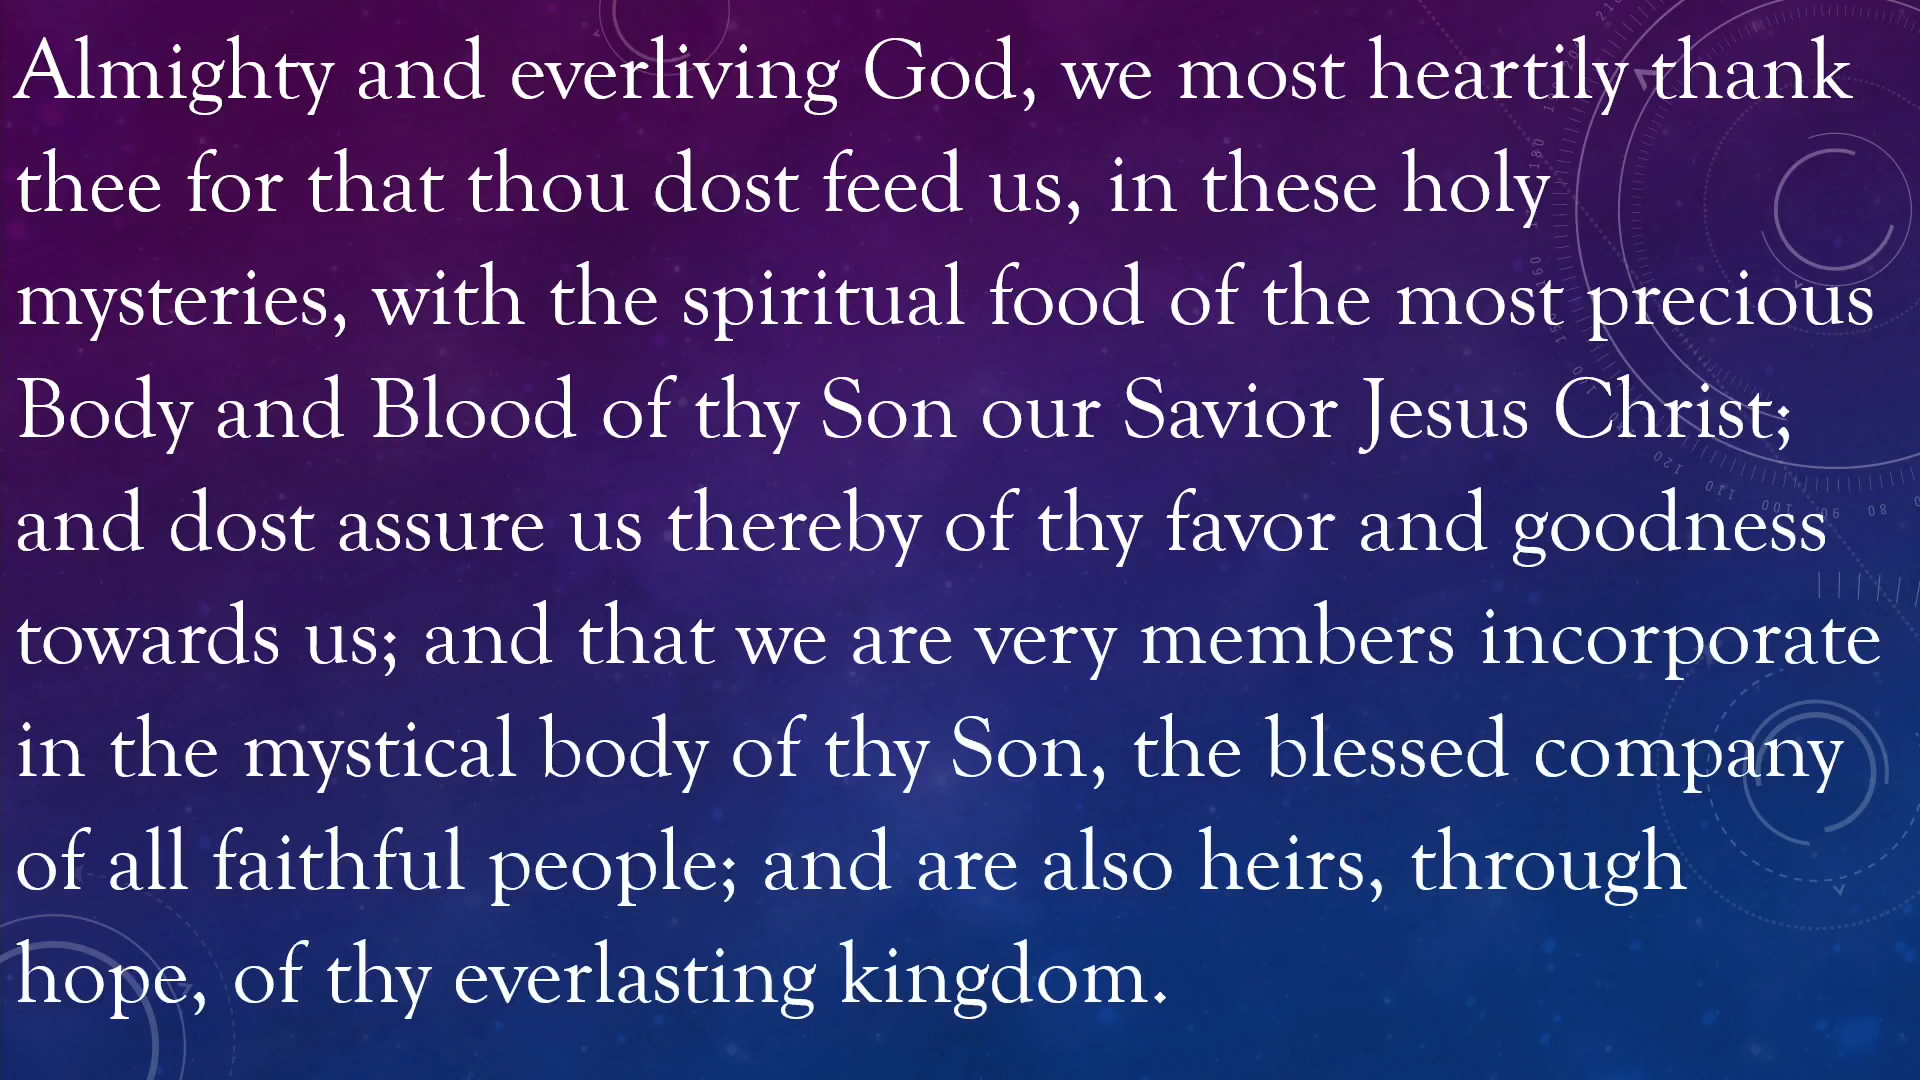 Almighty and everliving God, we most heartily thank
thee for that thou dost feed us, in these holy
mysteries, with the spiritual food of the most precious
Body and Blood of thy Son our Savior Jesus Christ;
and dost assure us thereby of thy favor and goodness
towards us; and that we are very members incorporate
in the mystical body of thy Son, the blessed company
of all faithful people; and are also heirs, through
hope, of thy everlasting kingdom.